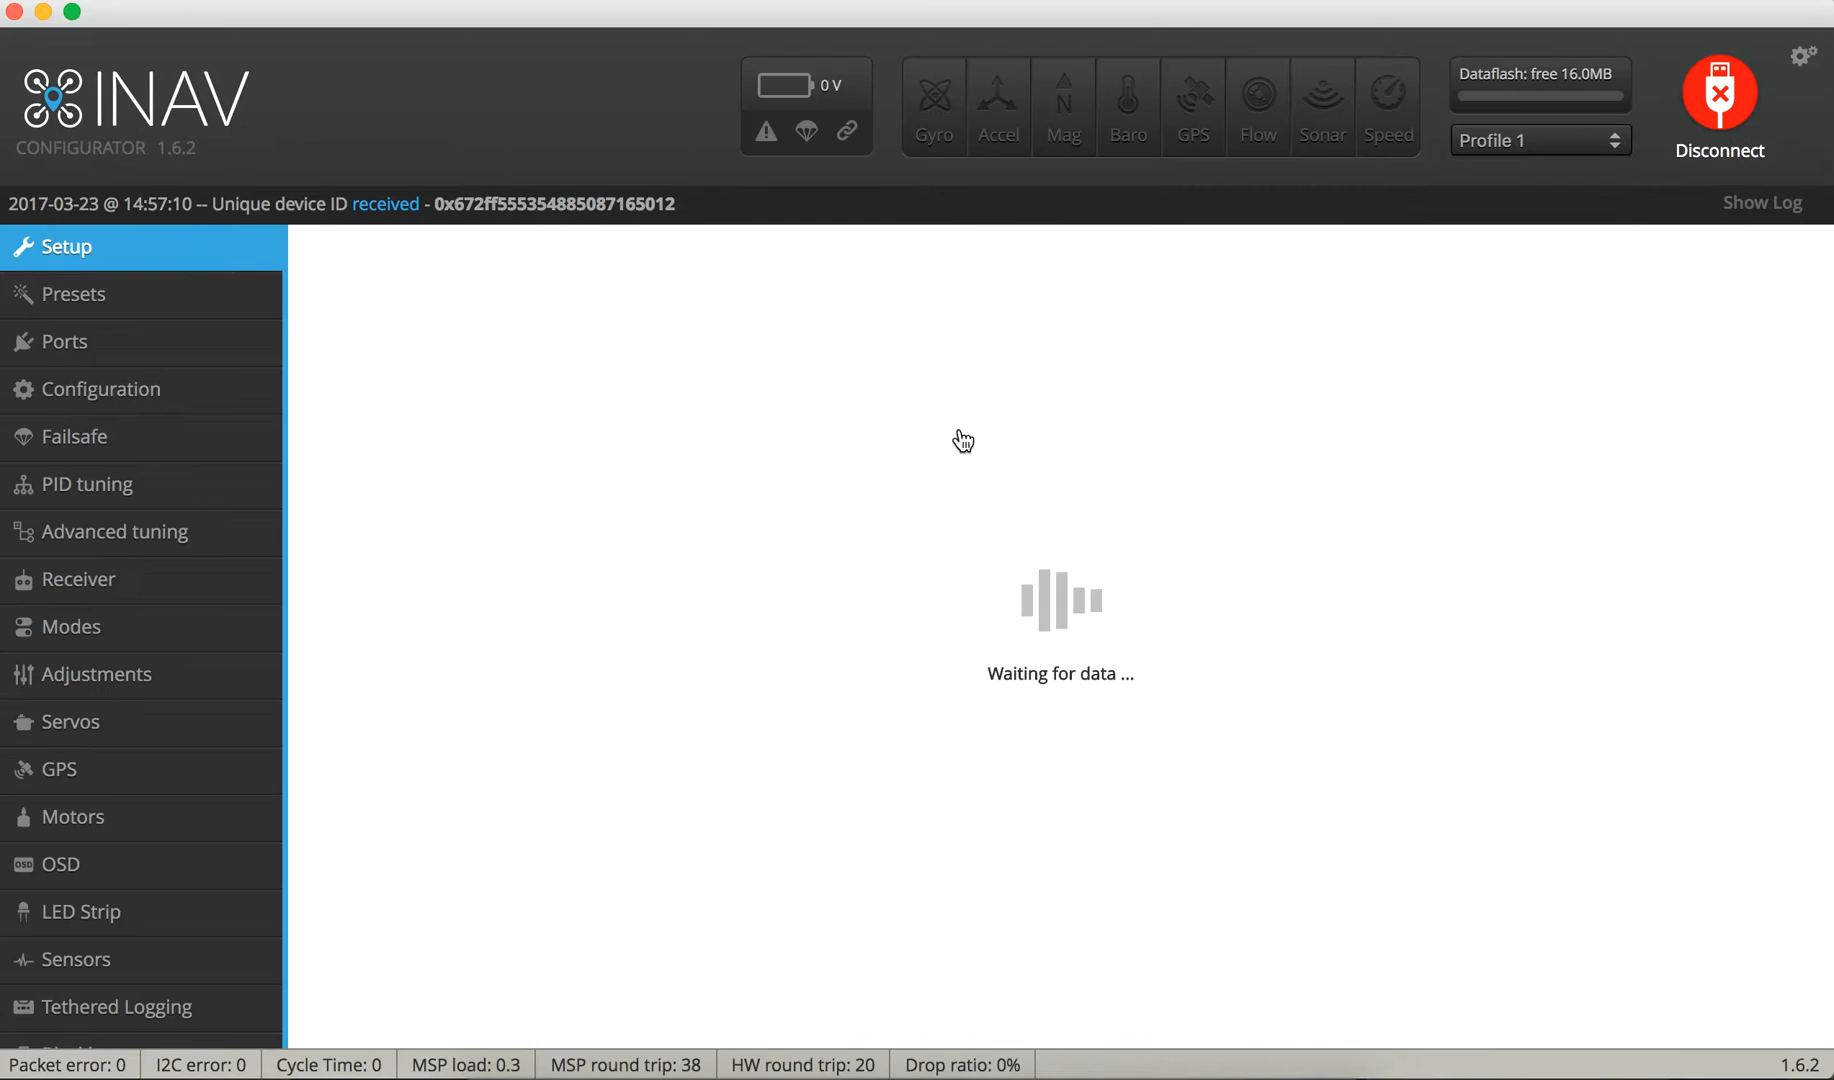 INAV
CONFIGURATOR 1.6.2
0 V
N
Gyro Accel Mag Baro GPS Flow Sonar Speed
Dataflash: free 16.0MB
Profile 1
Disconnect
2017-03-23 @ 14:57:10 -- Unique device ID received - 0x672ff555354885087165012
Show Log
Setup
Presets
Ports
Configuration
Failsafe
PID tuning
Advanced tuning
Receiver
Modes
Adjustments
Servos
GPS
Motors
OSD OSD
LED Strip
Sensors
Tethered Logging
Waiting for data ...
Packet error: 0 I2C error: 0 Cycle Time: 0 MSP load: 0.3 MSP round trip: 38 HW round trip: 20 Drop ratio: 0% 1.6.2